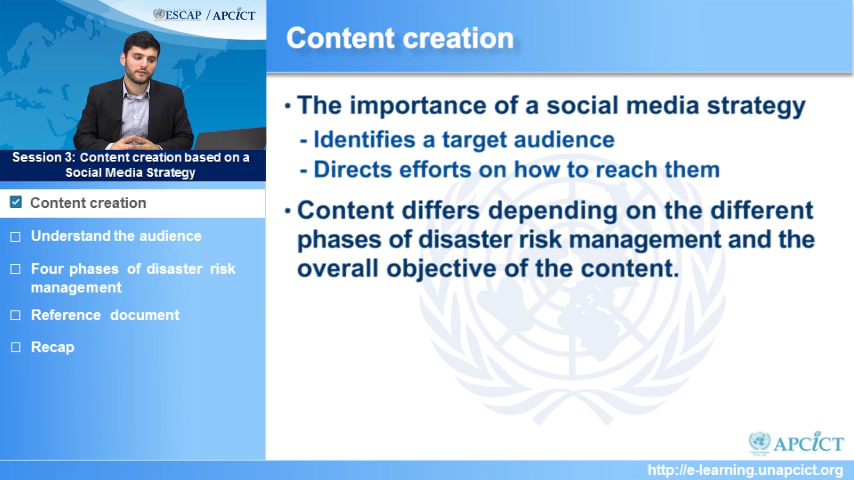 ESCAP / APCICT
Content creation
Session 3: Content creation based on a
Social Media Strategy
Content creation
Understand the audience
Four phases of disaster risk
management
Reference document
Recap
• The importance of a social media strategy
- Identifies a target audience
- Directs efforts on how to reach them
• Content differs depending on the different
phases of disaster risk management and the
overall objective of the content.
APCICT
http://e-learning.unapcict.org